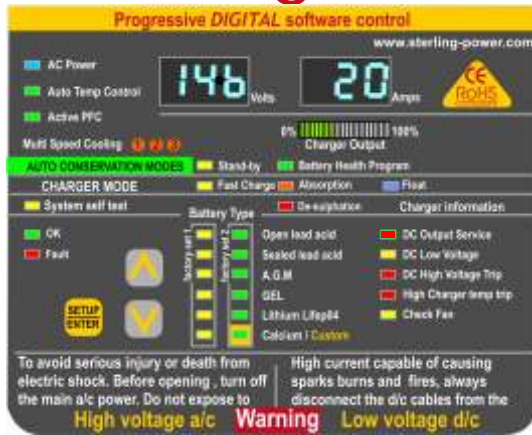 Progressive DIGITAL software control
www.sterling-power.com
AC Power
Auto Temp Control
Active PFC
14b Volts
20 Amps
CE
RoHS
Multi Speed Cooling 1 2 3
0% 100%
Charger Output
AUTO CONSERVATION MODES Stand-by Battery Health Program
CHARGER MODE Fast Charge Absorption Float
System self test De-sulphation Charger information
Battery Type
OK
Fault
factory set 1
factory set 2
Open lead acid
Sealed lead acid
A.G.M
GEL
Lithium Lifep04
Calcium / Custom
DC Output Service
DC Low Voltage
DC High Voltage Trip
High Charger temp trip
Check Fan
SETUP
ENTER
To avoid serious injury or death from
electric shock. Before opening , turn off
the main a/c power. Do not expose to
High current capable of causing
sparks burns and fires, always
disconnect the d/c cables from the
High voltage a/c Warning Low voltage d/c